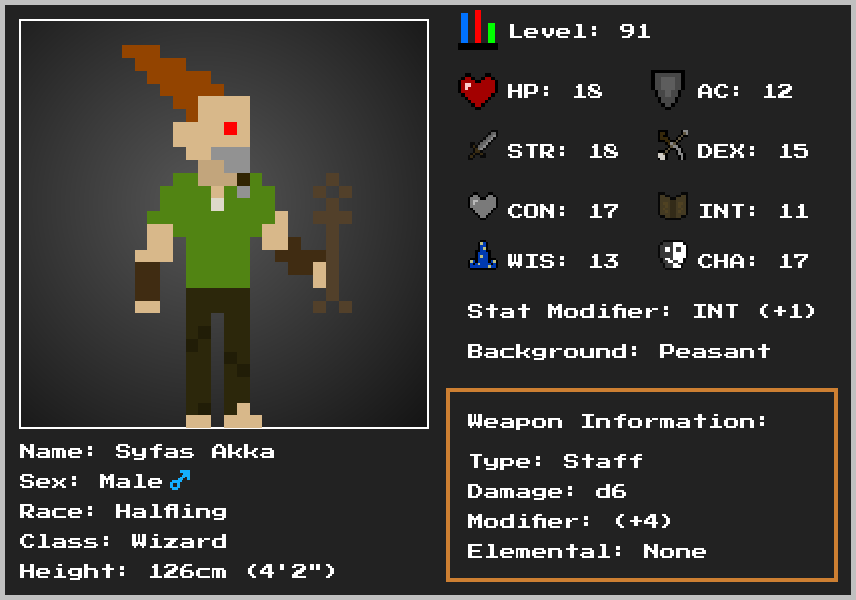 Level: 91
HP: 18 AC: 12
STR: 18 DEX: 15
CON: 17 INT: 11
WIS: 13 CHA: 17
Stat Modifier: INT (+1)
Background: Peasant
Weapon Information:
Type: Staff
Damage: d6
Modifier: (+4)
Elemental: None
Name: Syfas Akka
Sex: Male ♂
Race: Halfling
Class: Wizard
Height: 126cm (4'2")